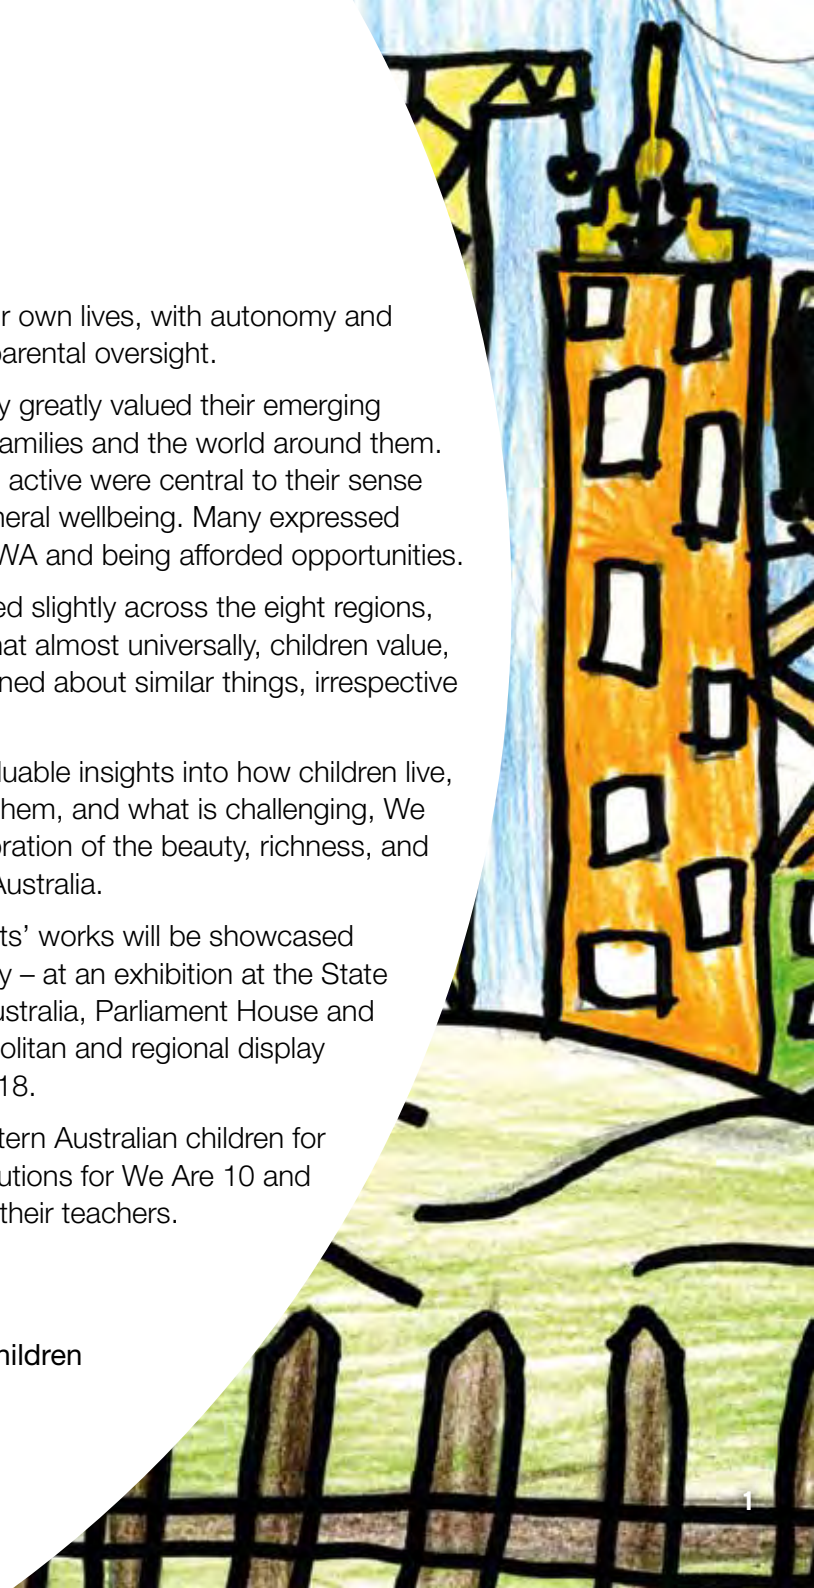 r own lives, with autonomy and
parental oversight.
y greatly valued their emerging
families and the world around them.
active were central to their sense
neral wellbeing. Many expressed
WA and being afforded opportunities.
ed slightly across the eight regions,
hat almost universally, children value,
ned about similar things, irrespective
luable insights into how children live,
them, and what is challenging, We
bration of the beauty, richness, and
Australia.
ts’ works will be showcased
y – at an exhibition at the State
ustralia, Parliament House and
politan and regional display
18.
tern Australian children for
utions for We Are 10 and
their teachers.
hildren
1